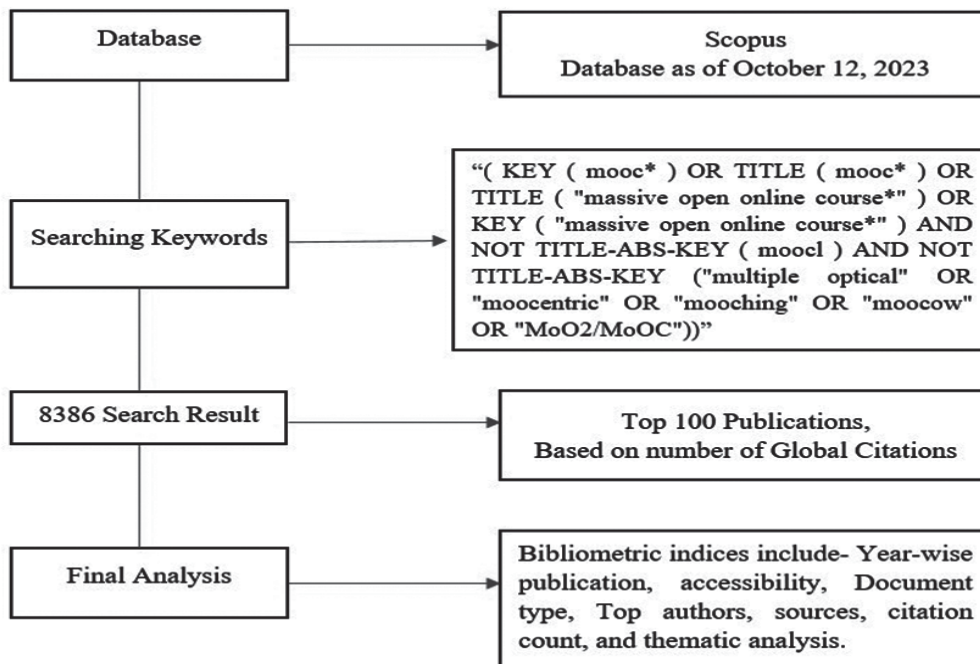 Database
Scopus
Database as of October 12, 2023
Searching Keywords
“( KEY ( mooc* ) OR TITLE ( mooc* ) OR
TITLE ( "massive open online course*" ) OR
KEY ( "massive open online course*" ) AND
NOT TITLE-ABS-KEY ( moocl ) AND NOT
TITLE-ABS-KEY ("multiple optical" OR
"moocentric" OR "mooching" OR "moocow"
OR "MoO2/MoOC"))”
8386 Search Result
Top 100 Publications,
Based on number of Global Citations
Final Analysis
Bibliometric indices include- Year-wise
publication, accessibility, Document
type, Top authors, sources, citation
count, and thematic analysis.